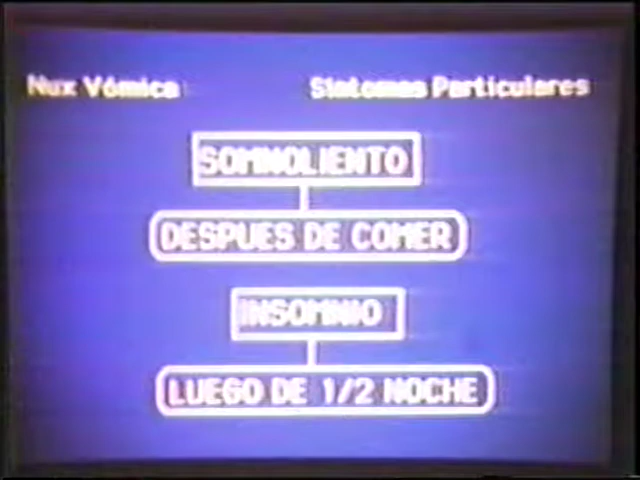 Nux Vómica Síntomas Particulares
SOMNOLIENTO
DESPUES DE COMER
INSOMNIO
LUEGO DE 1/2 NOCHE